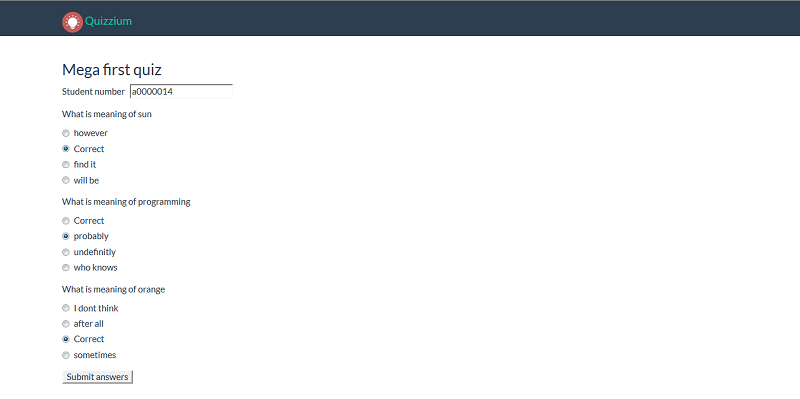 Quizzium
Mega first quiz
Student number a0000014
What is meaning of sun
however
Correct
find it
will be
What is meaning of programming
Correct
probably
undefinitly
who knows
What is meaning of orange
I dont think
after all
Correct
sometimes
Submit answers